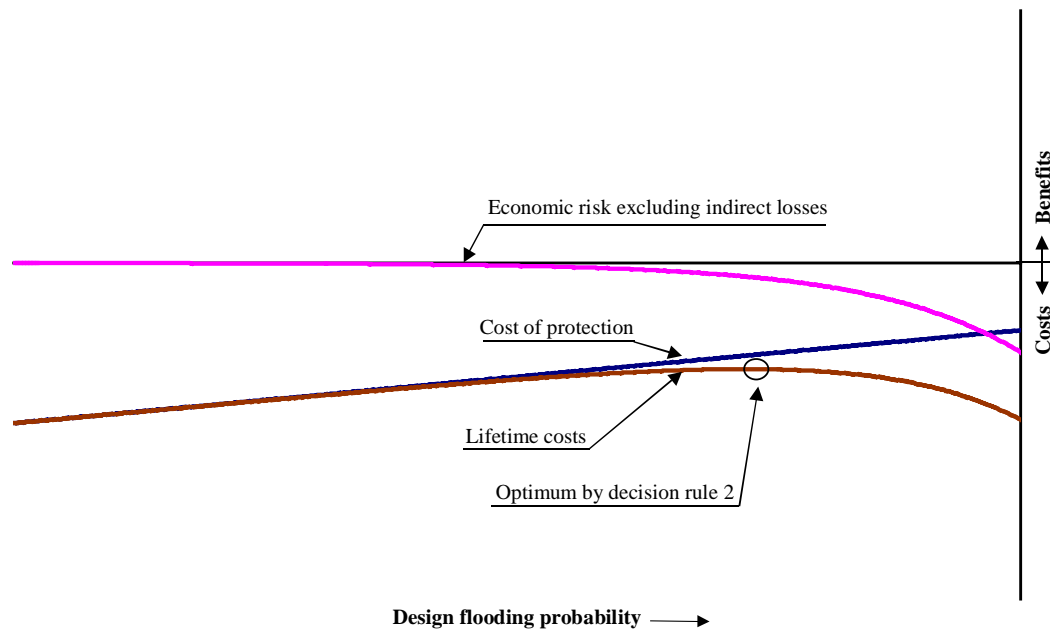 Benefits
Economic risk excluding indirect losses
Costs
Cost of protection
Lifetime costs
Optimum by decision rule 2
Design flooding probability